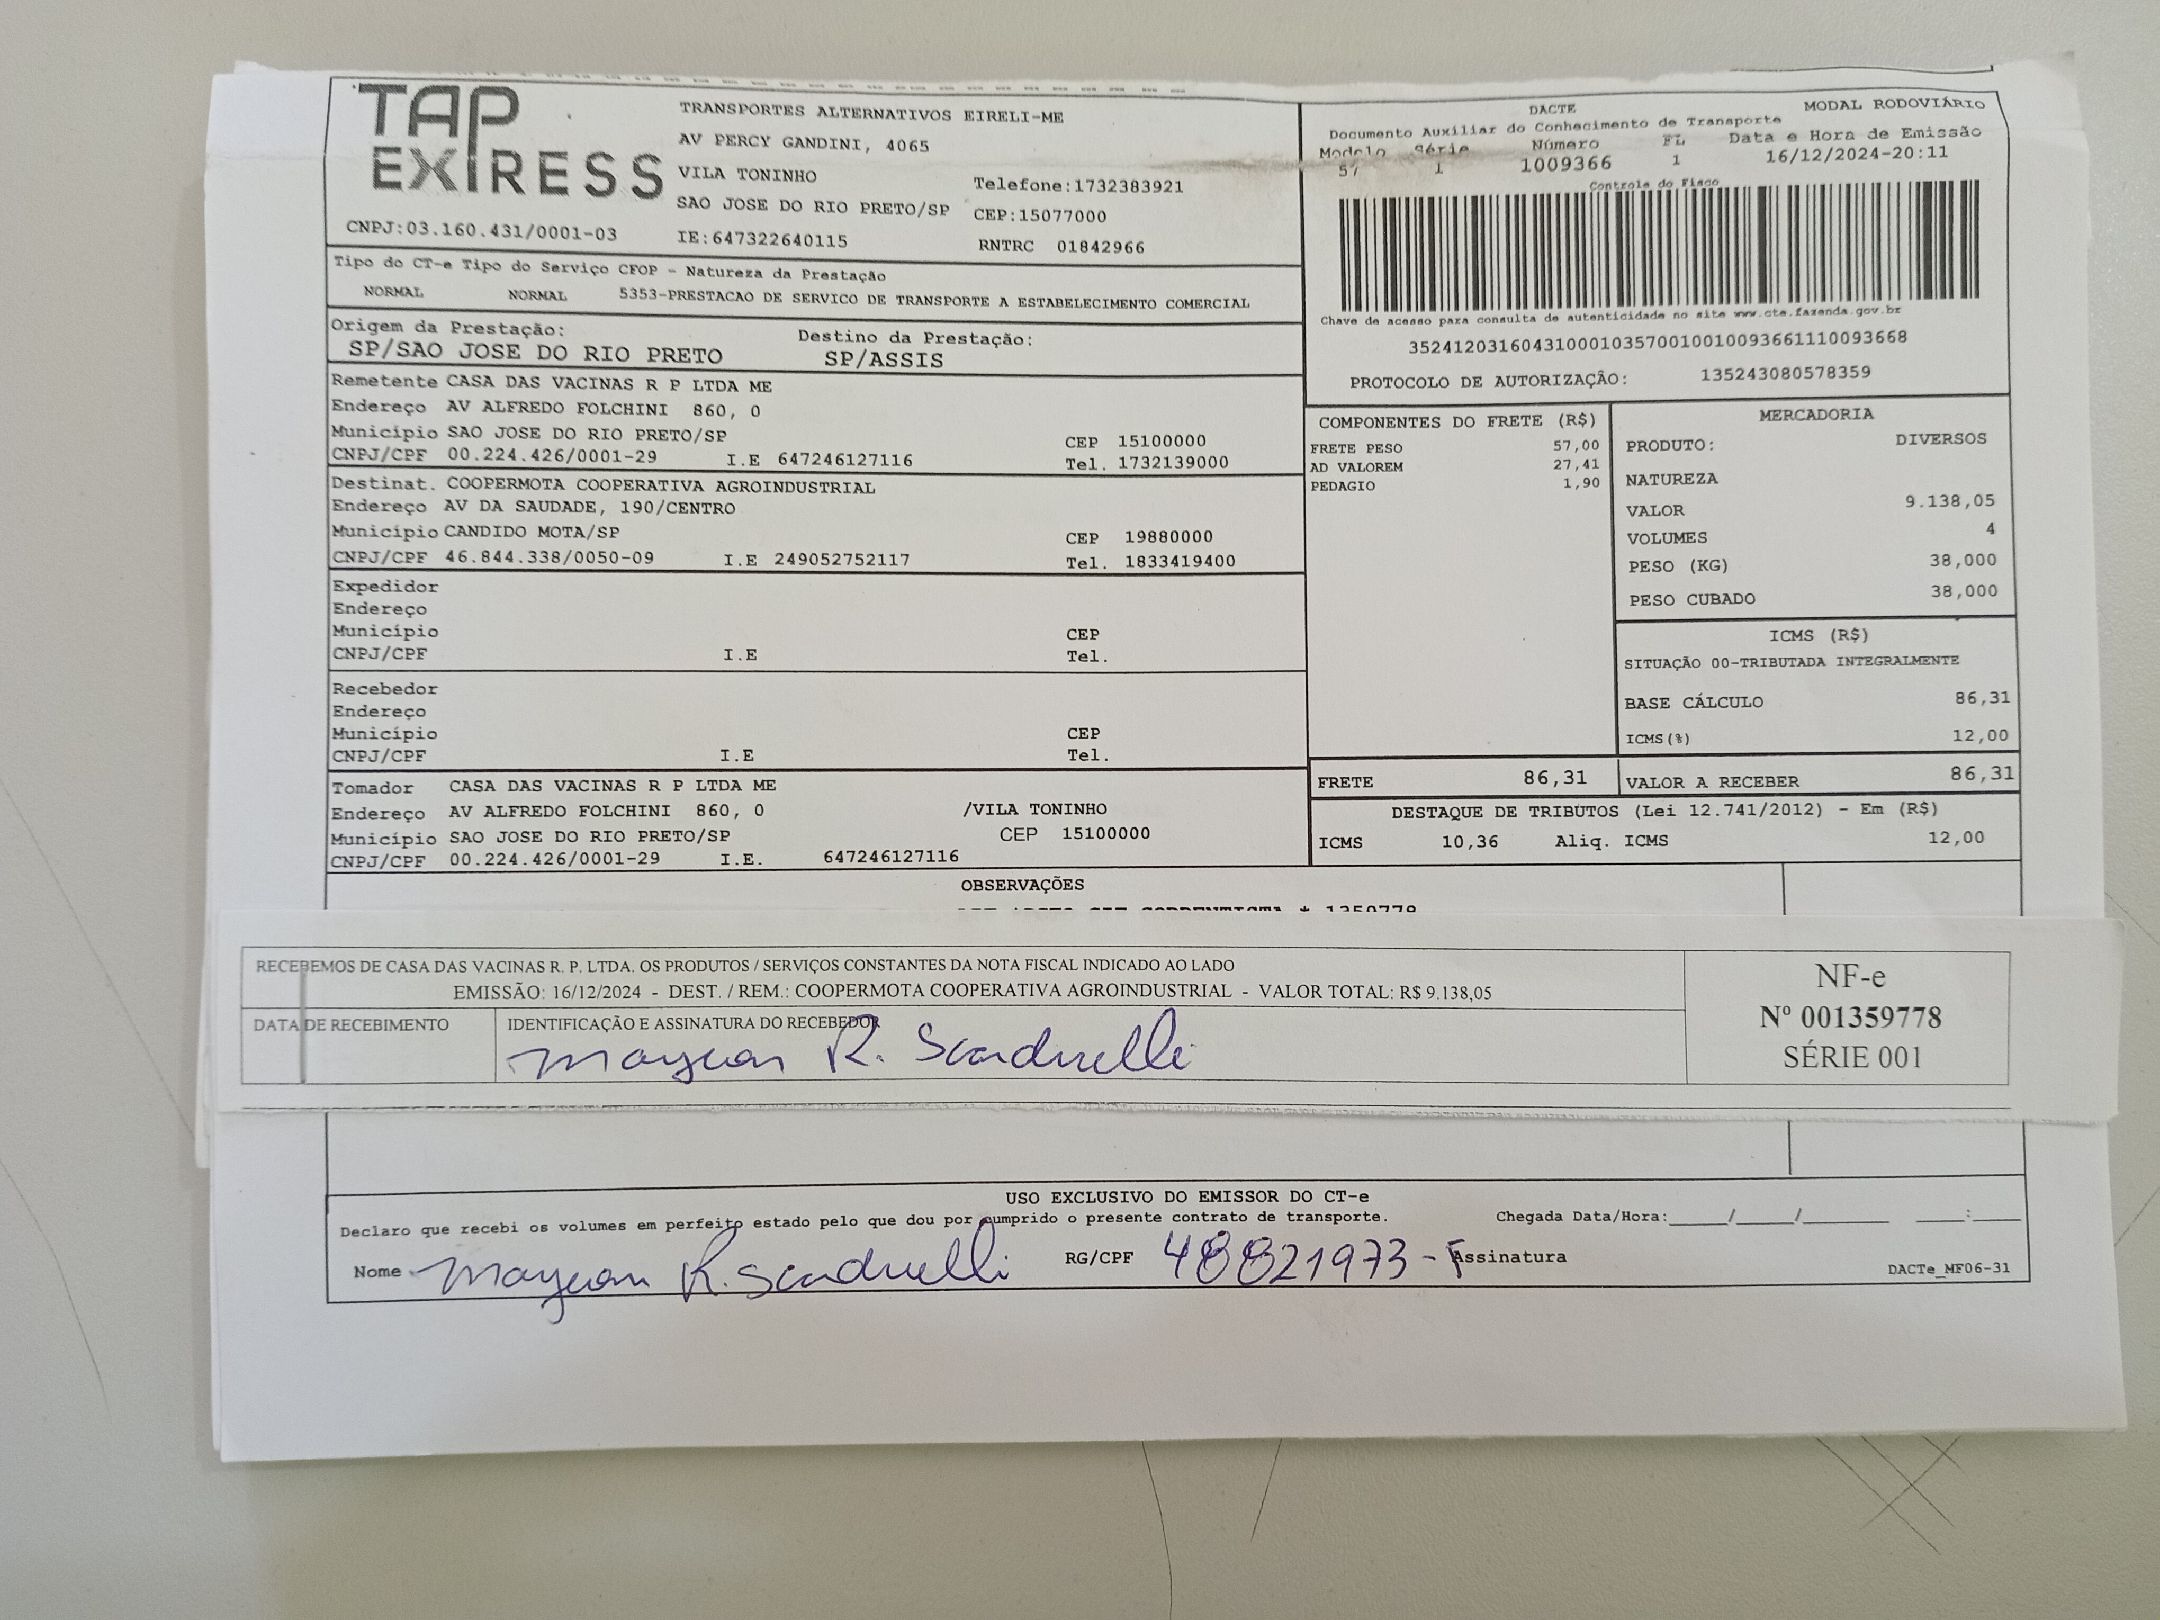 TAP
EXPRESS
TRANSPORTES ALTERNATIVOS EIRELI-ME
AV PERCY GANDINI, 4065
VILA TONINHO
Telefone:1732383921
SAO JOSE DO RIO PRETO/SP CEP:15077000
CNPJ:03.160.431/0001-03 IE:647322640115 RNTRC 01842966
DACTE MODAL RODOVIÁRIO
Documento Auxiliar do Conhecimento de Transporte
Modelo Série Número FL Data e Hora de Emissão
57 1 1009366 1 16/12/2024-20:11
Controle do Fisco
Chave de acesso para consulta de autenticidade no site www.cte.fazenda.gov.br
35241203160431000103570010010093661110093668
PROTOCOLO DE AUTORIZAÇÃO: 135243080578359
Tipo do CT-e Tipo do Serviço CFOP - Natureza da Prestação
NORMAL NORMAL 5353-PRESTACAO DE SERVICO DE TRANSPORTE A ESTABELECIMENTO COMERCIAL
Origem da Prestação: Destino da Prestação:
SP/SAO JOSE DO RIO PRETO SP/ASSIS
Remetente CASA DAS VACINAS R P LTDA ME
Endereço AV ALFREDO FOLCHINI 860, 0
Município SAO JOSE DO RIO PRETO/SP CEP 15100000
CNPJ/CPF 00.224.426/0001-29 I.E 647246127116 Tel. 1732139000
Destinat. COOPERMOTA COOPERATIVA AGROINDUSTRIAL
Endereço AV DA SAUDADE, 190/CENTRO
Município CANDIDO MOTA/SP CEP 19880000
CNPJ/CPF 46.844.338/0050-09 I.E 249052752117 Tel. 1833419400
Expedidor
Endereço
Município CEP
CNPJ/CPF I.E Tel.
Recebedor
Endereço
Município CEP
CNPJ/CPF I.E Tel.
Tomador CASA DAS VACINAS R P LTDA ME
Endereço AV ALFREDO FOLCHINI 860, 0 /VILA TONINHO
Município SAO JOSE DO RIO PRETO/SP CEP 15100000
CNPJ/CPF 00.224.426/0001-29 I.E. 647246127116
COMPONENTES DO FRETE (R$)
FRETE PESO 57,00
AD VALOREM 27,41
PEDAGIO 1,90
MERCADORIA
PRODUTO: DIVERSOS
NATUREZA
VALOR 9.138,05
VOLUMES 4
PESO (KG) 38,000
PESO CUBADO 38,000
ICMS (R$)
SITUAÇÃO 00-TRIBUTADA INTEGRALMENTE
BASE CÁLCULO 86,31
ICMS(%) 12,00
FRETE 86,31 VALOR A RECEBER 86,31
DESTAQUE DE TRIBUTOS (Lei 12.741/2012) - Em (R$)
ICMS 10,36 Aliq. ICMS 12,00
OBSERVAÇÕES
RECEBEMOS DE CASA DAS VACINAS R. P. LTDA. OS PRODUTOS / SERVIÇOS CONSTANTES DA NOTA FISCAL INDICADO AO LADO
EMISSÃO: 16/12/2024 - DEST. / REM.: COOPERMOTA COOPERATIVA AGROINDUSTRIAL - VALOR TOTAL: R$ 9.138,05
DATA DE RECEBIMENTO IDENTIFICAÇÃO E ASSINATURA DO RECEBEDOR
R. Scarduelli
NF-e
Nº 001359778
SÉRIE 001
USO EXCLUSIVO DO EMISSOR DO CT-e
Declaro que recebi os volumes em perfeito estado pelo que dou por cumprido o presente contrato de transporte. Chegada Data/Hora:____/____/______ ____:____
Nome R. Scarduelli RG/CPF 48821973- Assinatura
DACTe_MF06-31